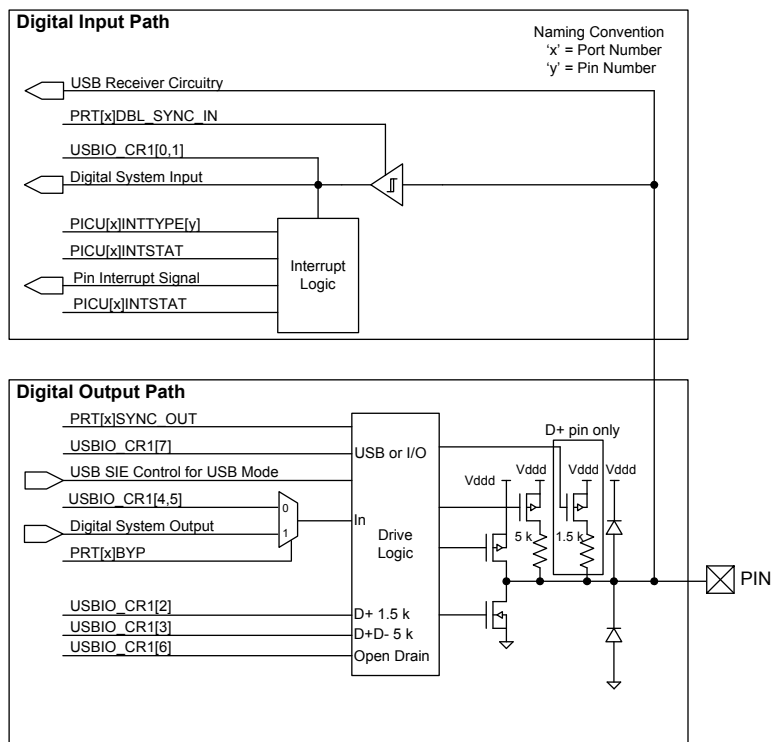 Digital Input Path
Naming Convention
‘x’ = Port Number
‘y’ = Pin Number
USB Receiver Circuitry
PRT[x]DBL_SYNC_IN
USBIO_CR1[0,1]
Digital System Input
PICU[x]INTTYPE[y]
PICU[x]INTSTAT
Interrupt
Logic
Pin Interrupt Signal
PICU[x]INTSTAT
Digital Output Path
PRT[x]SYNC_OUT
USBIO_CR1[7]
USB or I/O
USB SIE Control for USB Mode
USBIO_CR1[4,5]
0
Digital System Output
1
In
PRT[x]BYP
Drive
Logic
D+ pin only
Vddd
Vddd
Vddd
Vddd
5 k
1.5 k
PIN
USBIO_CR1[2]
D+ 1.5 k
USBIO_CR1[3]
D+D- 5 k
USBIO_CR1[6]
Open Drain